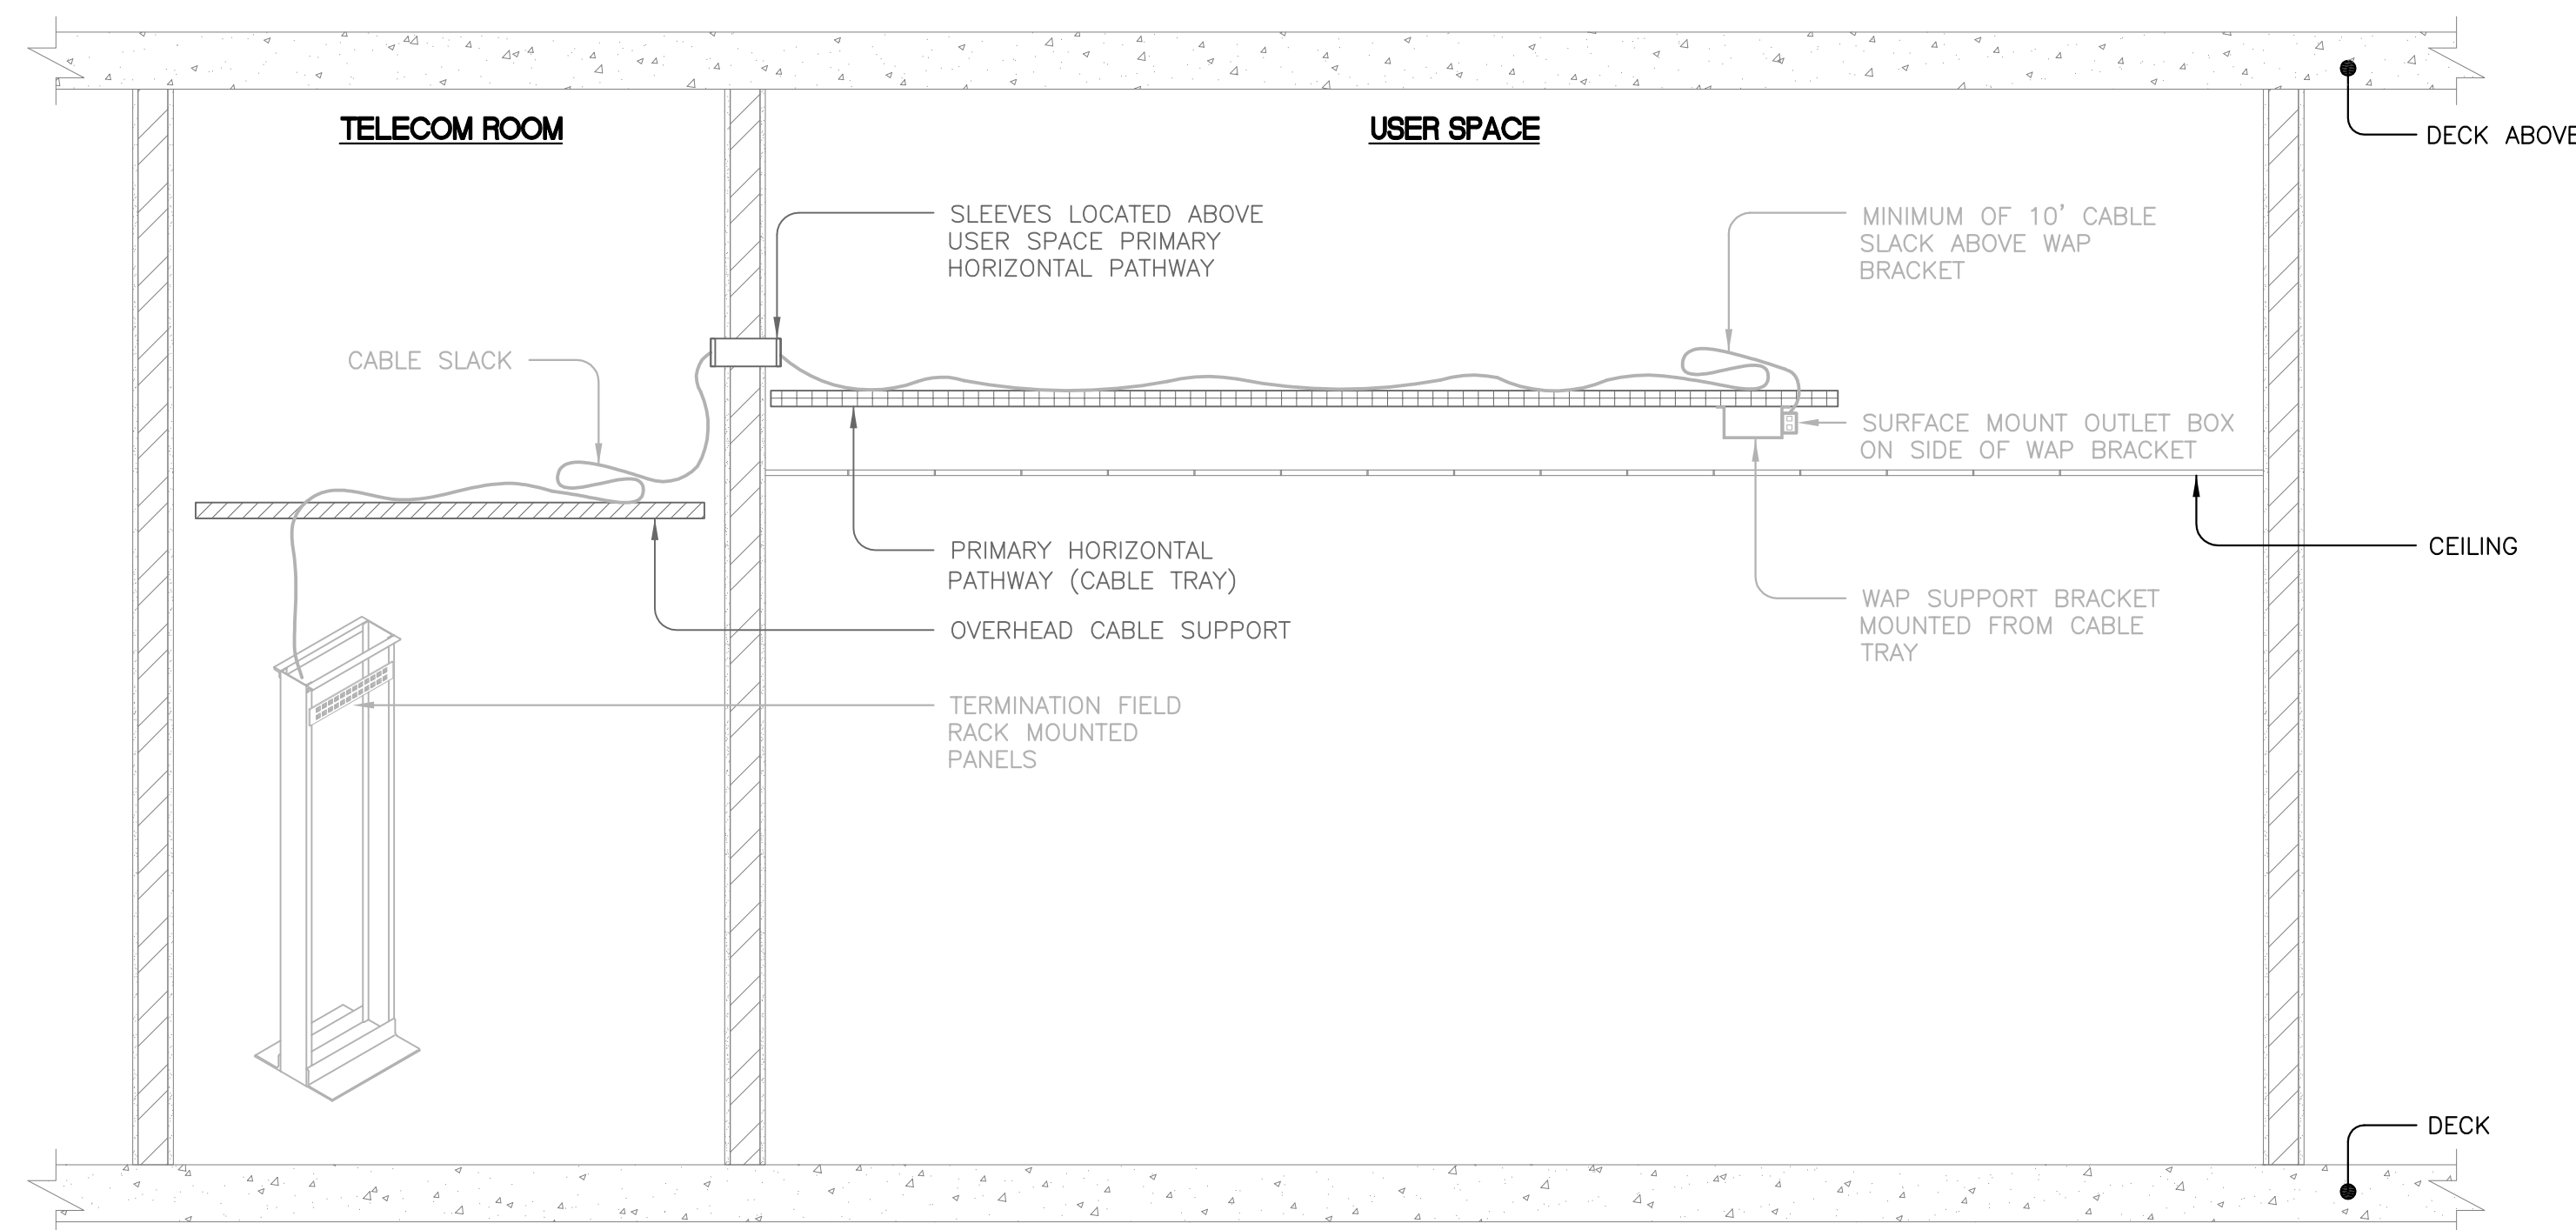 TELECOM ROOM
USER SPACE
DECK ABOVE
SLEEVES LOCATED ABOVE
USER SPACE PRIMARY
HORIZONTAL PATHWAY
MINIMUM OF 10' CABLE
SLACK ABOVE WAP
BRACKET
CABLE SLACK
SURFACE MOUNT OUTLET BOX
ON SIDE OF WAP BRACKET
PRIMARY HORIZONTAL
PATHWAY (CABLE TRAY)
CEILING
OVERHEAD CABLE SUPPORT
WAP SUPPORT BRACKET
MOUNTED FROM CABLE
TRAY
TERMINATION FIELD
RACK MOUNTED
PANELS
DECK